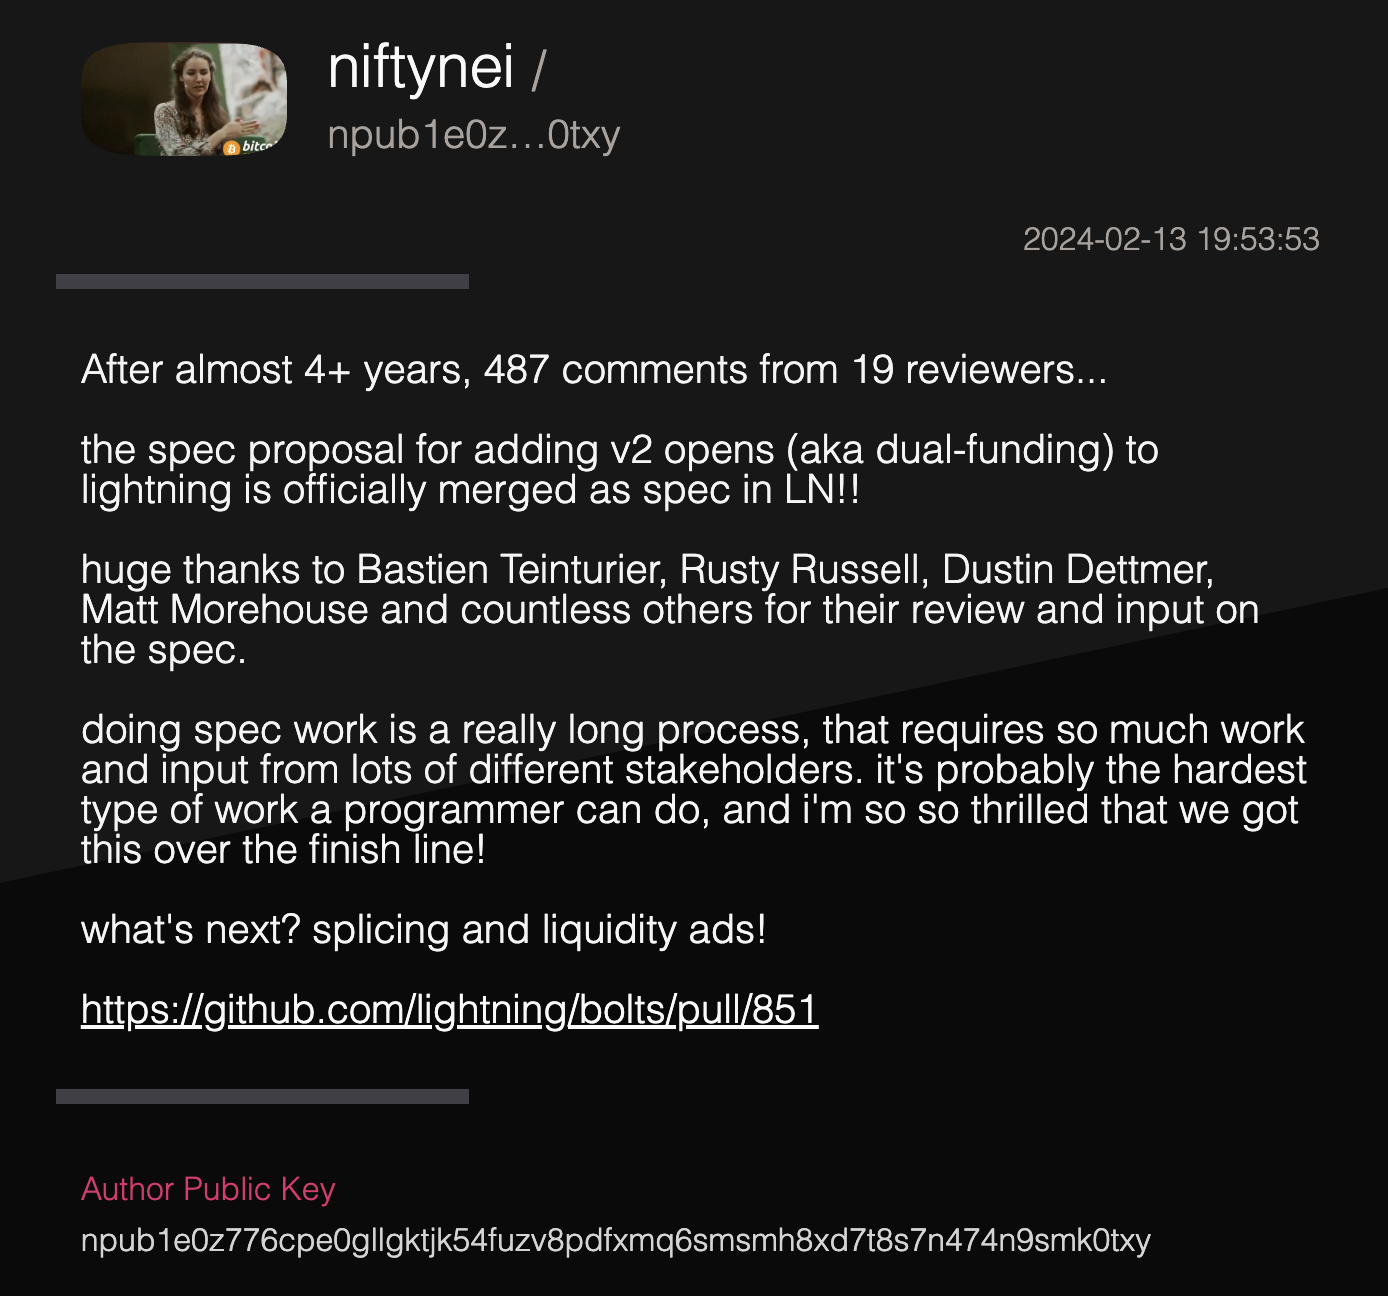 niftynei /
npub1e0z...0txy
bitco
2024-02-13 19:53:53
After almost 4+ years, 487 comments from 19 reviewers...
the spec proposal for adding v2 opens (aka dual-funding) to
lightning is officially merged as spec in LN!!
huge thanks to Bastien Teinturier, Rusty Russell, Dustin Dettmer,
Matt Morehouse and countless others for their review and input on
the spec.
doing spec work is a really long process, that requires so much work
and input from lots of different stakeholders. it's probably the hardest
type of work a programmer can do, and i'm so so thrilled that we got
this over the finish line!
what's next? splicing and liquidity ads!
https://github.com/lightning/bolts/pull/851
Author Public Key
npub1e0z776cpe0gllgktjk54fuzv8pdfxmq6smsmh8xd7t8s7n474n9smk0txy